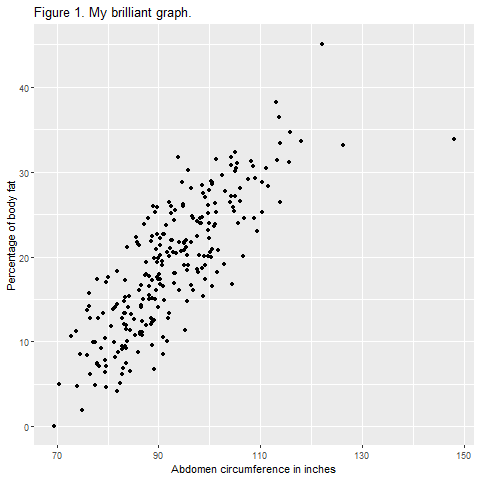 Figure 1. My brilliant graph.
Percentage of body fat
40
30
20
10
0
70 90 110 130 150
Abdomen circumference in inches